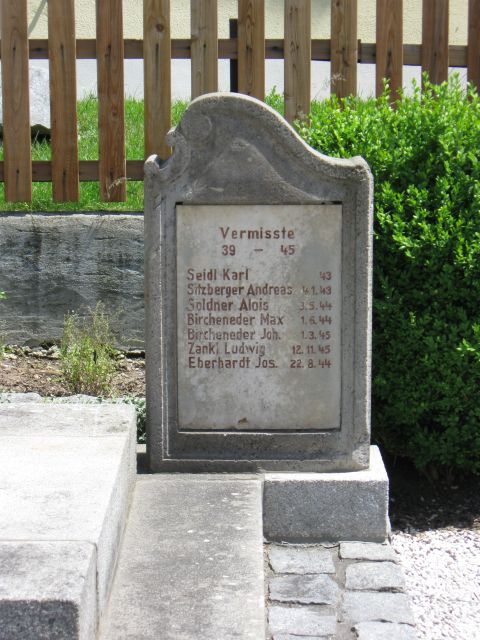 Vermisste
39 - 45
Seidl Karl 43
Sitzberger Andreas 4.1.43
Soldner Alois 3.5.44
Bircheneder Max 1.6.44
Bircheneder Joh. 1.3.45
Zankl Ludwig 12.11.45
Eberhardt Jos. 22.8.44